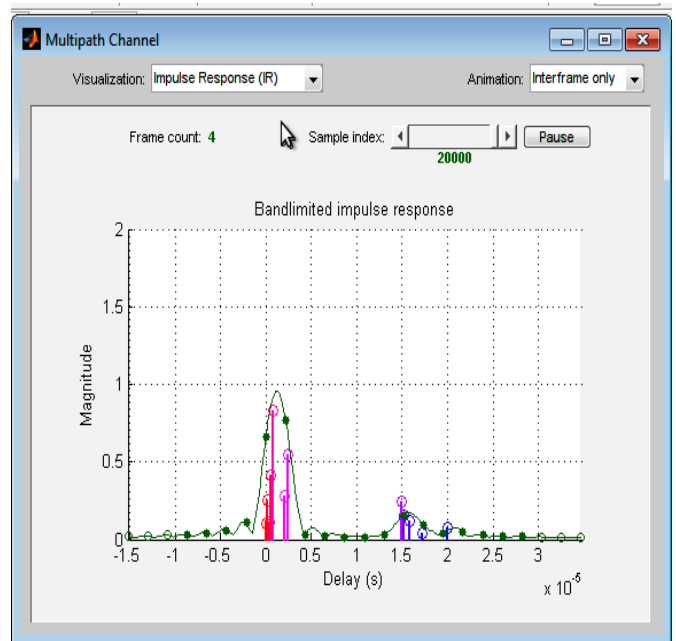 Multipath Channel
Visualization: Impulse Response (IR) Animation: Interframe only
Frame count: 4 Sample index: Pause
20000
Bandlimited impulse response
2
1.5
1
0.5
0
Magnitude
-1.5 -1 -0.5 0 0.5 1 1.5 2 2.5 3
Delay (s)
x 10-5